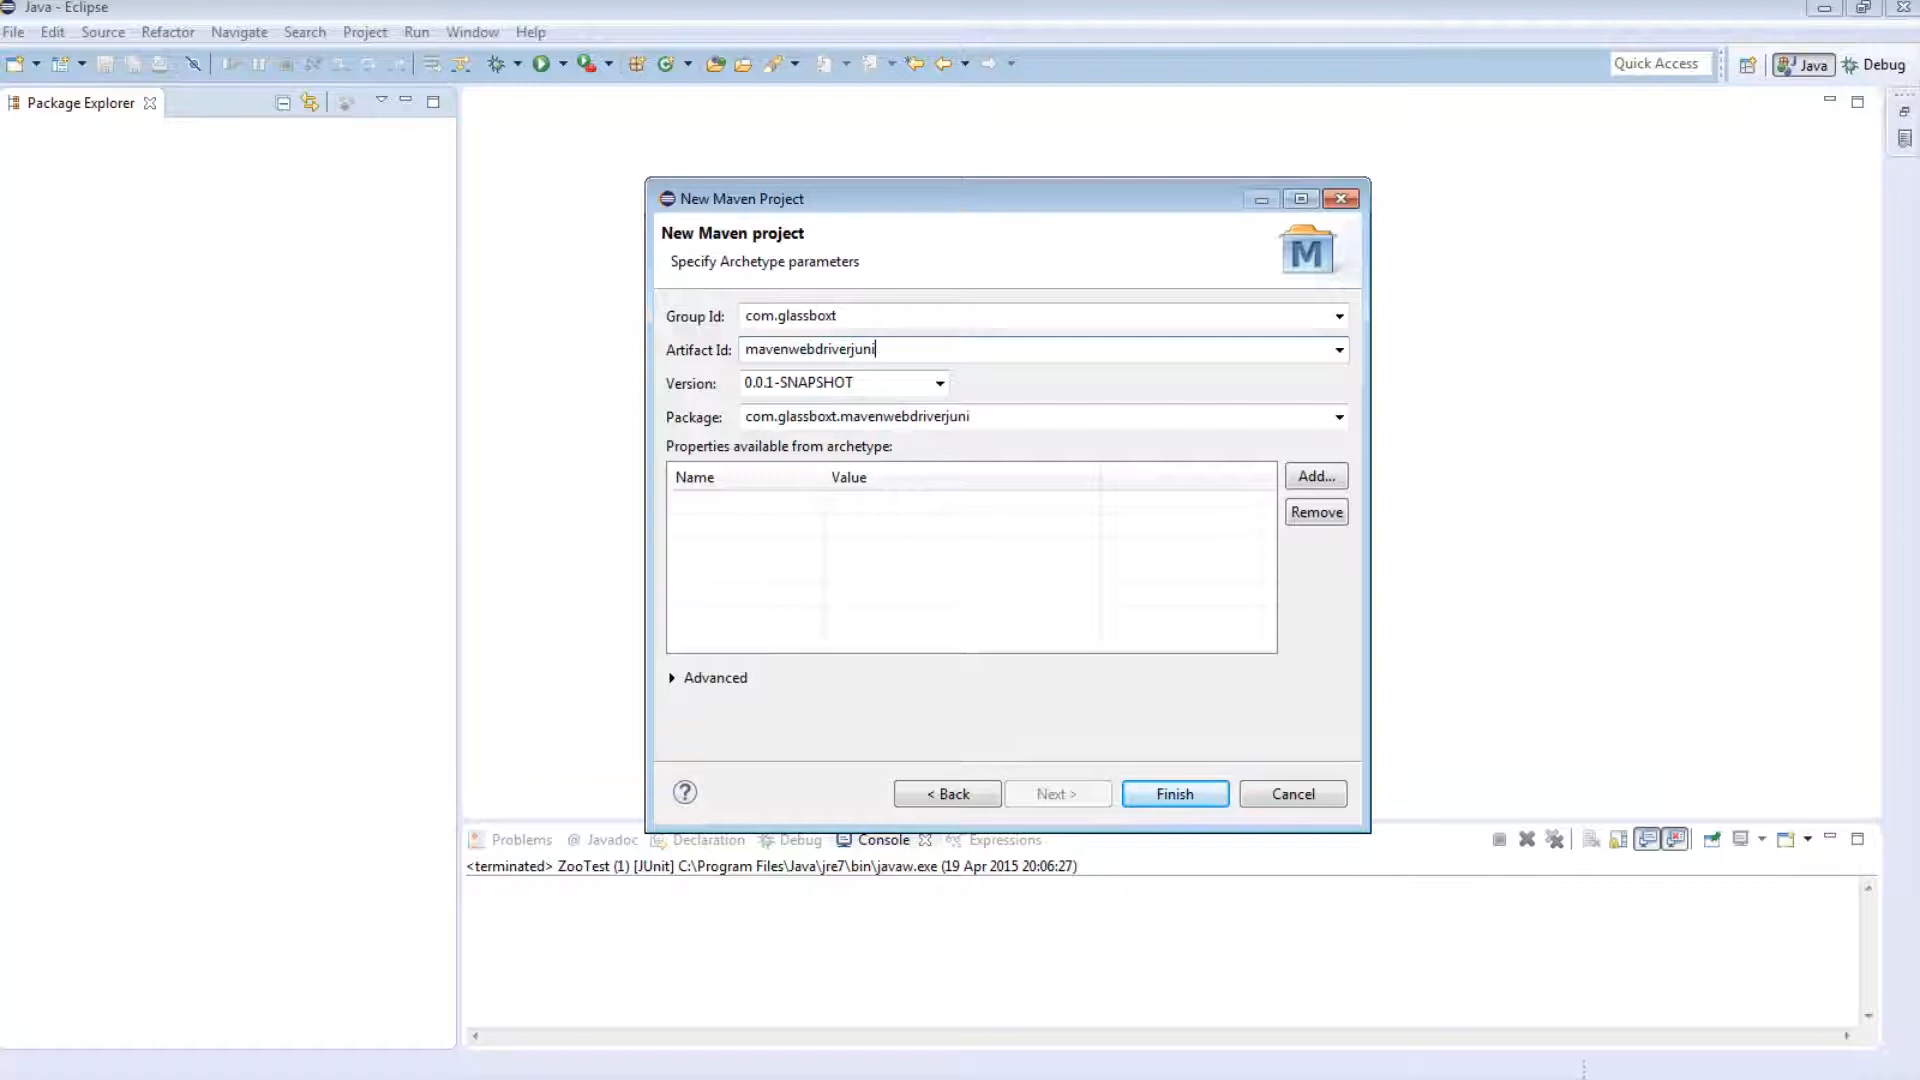 Java - Eclipse
File Edit Source Refactor Navigate Search Project Run Window Help
Quick Access Java Debug
Package Explorer
New Maven Project
New Maven project
Specify Archetype parameters
M
Group Id: com.glassboxt
Artifact Id: mavenwebdriverjuni
Version: 0.0.1-SNAPSHOT
Package: com.glassboxt.mavenwebdriverjuni
Properties available from archetype:
Name Value
Add...
Remove
Advanced
? < Back Next > Finish Cancel
Problems @ Javadoc Declaration Debug Console Expressions
<terminated> ZooTest (1) [JUnit] C:\Program Files\Java\jre7\bin\javaw.exe (19 Apr 2015 20:06:27)